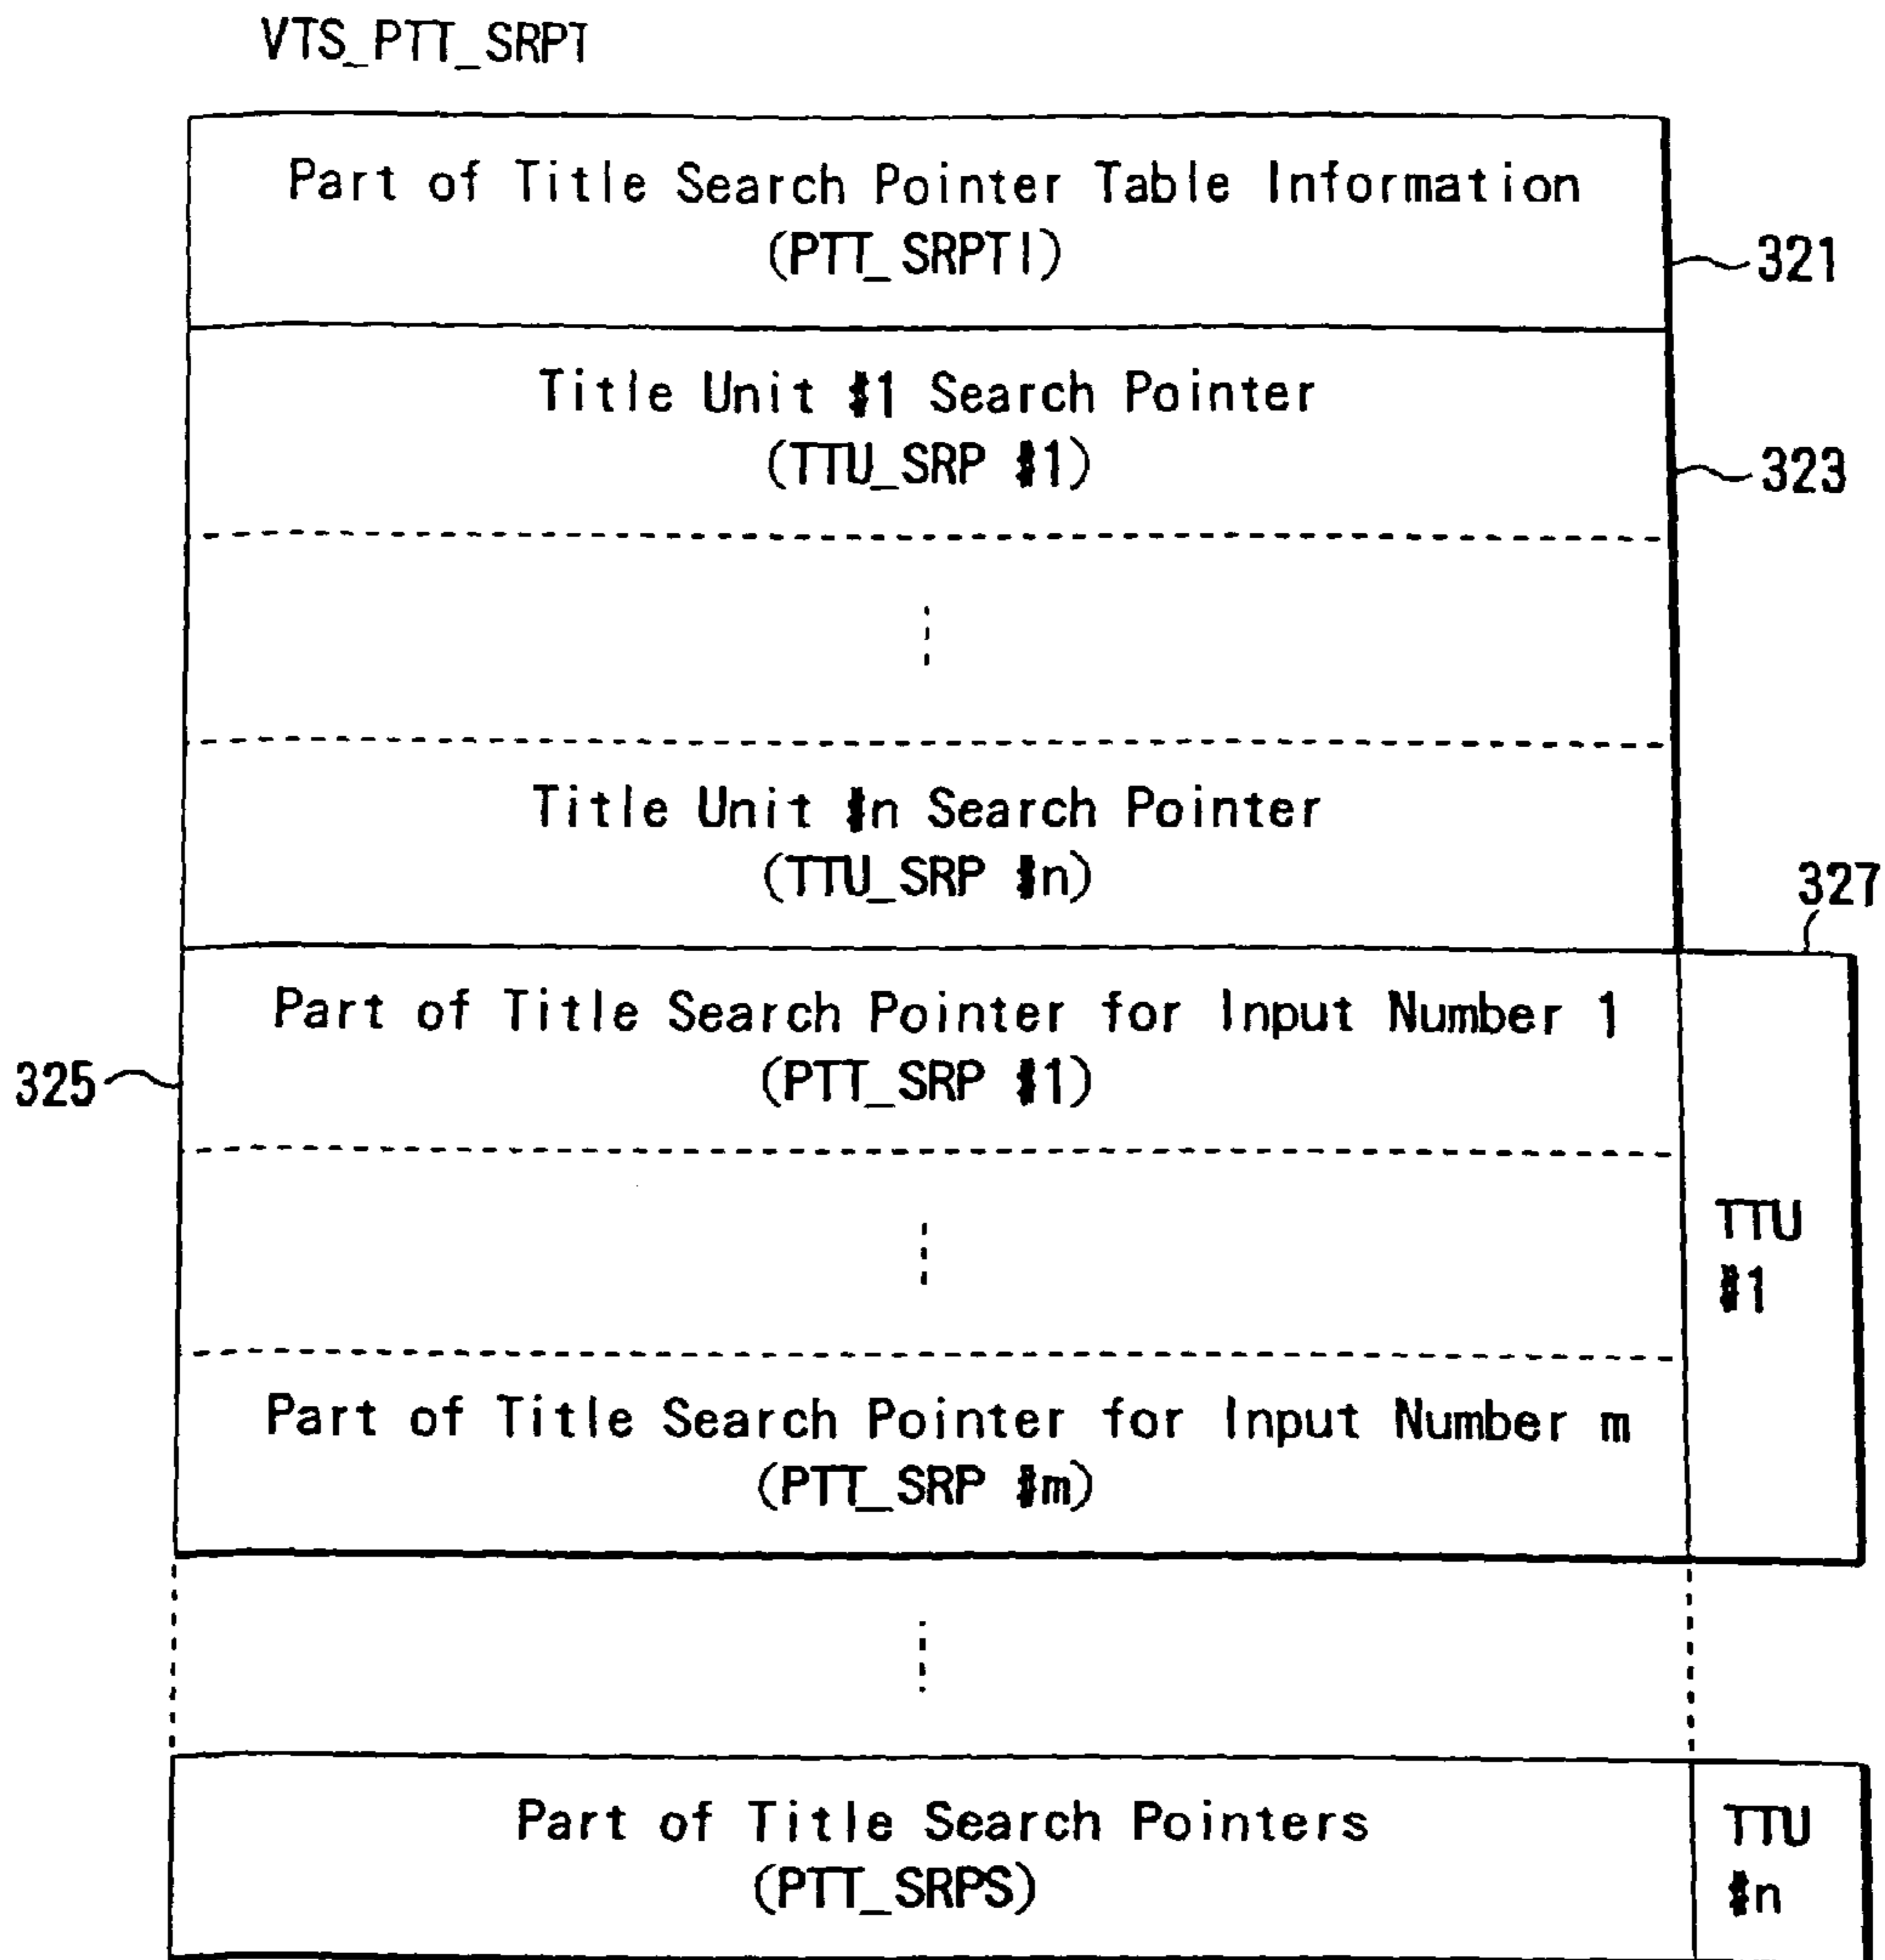 VTS_PTT_SRPT
Part of Title Search Pointer Table Information
(PTT_SRPTI)
321
Title Unit #1 Search Pointer
(TTU_SRP #1)
323
Title Unit #n Search Pointer
(TTU_SRP #n)
327
Part of Title Search Pointer for Input Number 1
(PTT_SRP #1)
325
TTU
#1
Part of Title Search Pointer for Input Number m
(PTT_SRP #m)
Part of Title Search Pointers
(PTT_SRPS)
TTU
#n